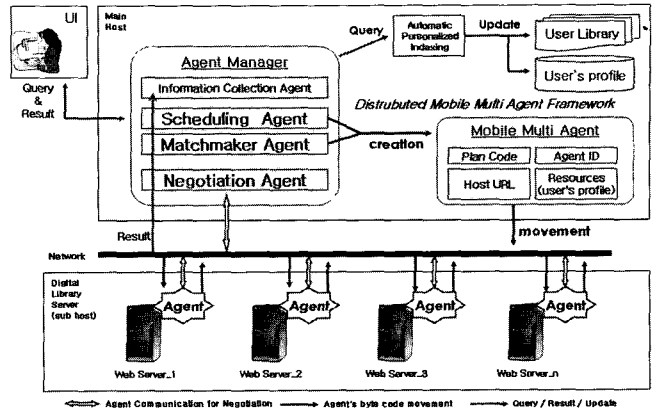 UI
Main
Host
Query
&
Result
Agent Manager
Information Collection Agent
Scheduling Agent
Matchmaker Agent
Negotiation Agent
Query
Automatic
Personalized
Indexing
Update
User Library
User's profile
Distrubuted Mobile Multi Agent Framework
creation
Mobile Multi Agent
Plan Code
Agent ID
Host URL
Resources
(user's profile)
Result
movement
Network
Digital
Library
Server
(sub host)
Agent
Agent
Agent
Agent
Web Server_1
Web Server_2
Web Server_3
Web Server_n
Agent Communication for Negotiation
Agent's byte code movement
Query / Result / Update